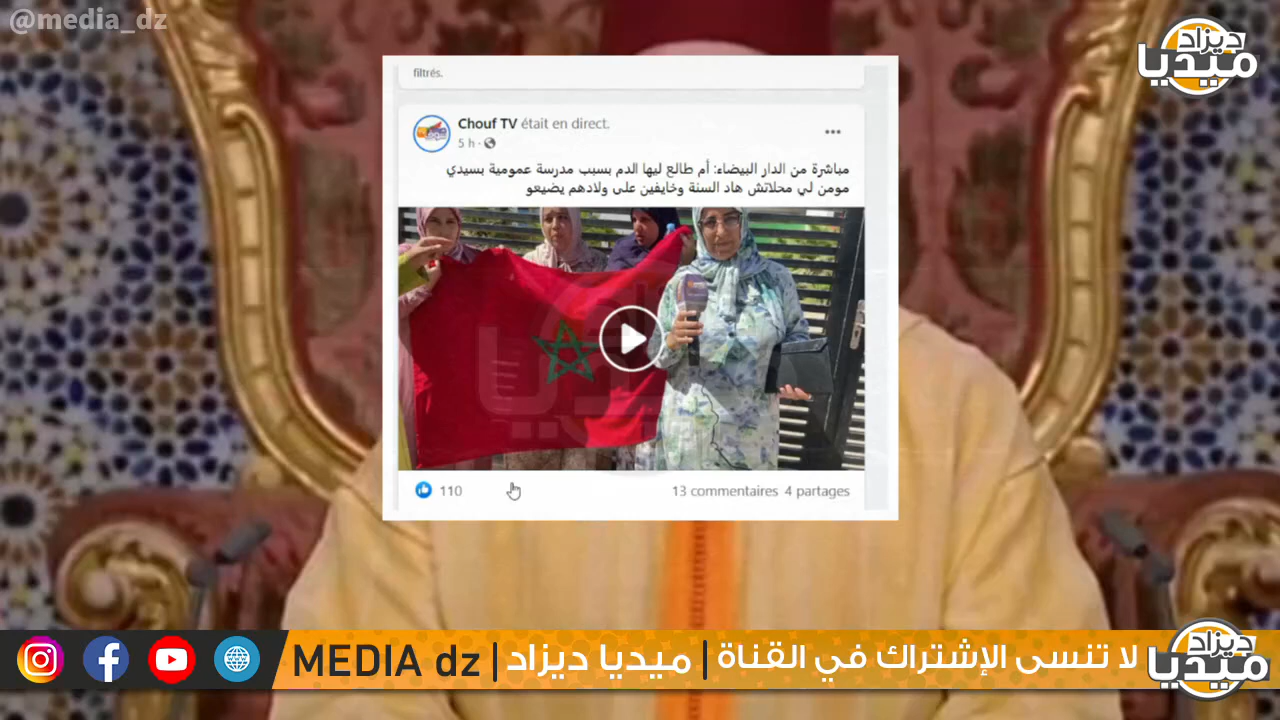 @media_dz
ديزاد
ميديا
filtrés.
Chouf TV était en direct.
5 h
مباشرة من الدار البيضاء: أم طالع ليها الدم بسبب مدرسة عمومية بسيدي
مومن لي محلاتش هاد السنة وخايفين على ولادهم يضيعو
110
13 commentaires 4 partages
MEDIA dz | ميديا ديزاد | لا تنسى الإشتراك في القناة
ديزاد
ميديا